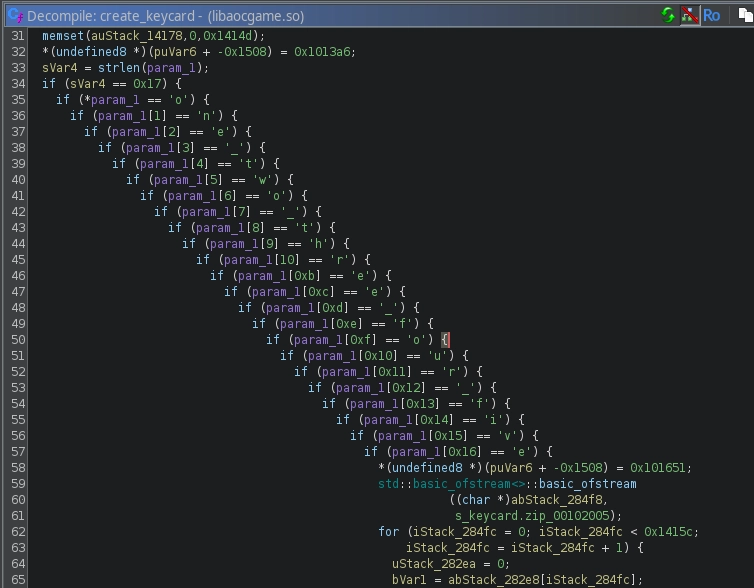 Decompile: create_keycard - (libaocgame.so)
Ro
31 memset(auStack_14178,0,0x1414d);
32 *(undefined8 *)(puVar6 + -0x1508) = 0x1013a6;
33 sVar4 = strlen(param_1);
34 if (sVar4 == 0x17) {
35 if (*param_1 == 'o') {
36 if (param_1[1] == 'n') {
37 if (param_1[2] == 'e') {
38 if (param_1[3] == '_') {
39 if (param_1[4] == 't') {
40 if (param_1[5] == 'w') {
41 if (param_1[6] == 'o') {
42 if (param_1[7] == '_') {
43 if (param_1[8] == 't') {
44 if (param_1[9] == 'h') {
45 if (param_1[10] == 'r') {
46 if (param_1[0xb] == 'e') {
47 if (param_1[0xc] == 'e') {
48 if (param_1[0xd] == '_') {
49 if (param_1[0xe] == 'f') {
50 if (param_1[0xf] == 'o') {
51 if (param_1[0x10] == 'u') {
52 if (param_1[0x11] == 'r') {
53 if (param_1[0x12] == '_') {
54 if (param_1[0x13] == 'f') {
55 if (param_1[0x14] == 'i') {
56 if (param_1[0x15] == 'v') {
57 if (param_1[0x16] == 'e') {
58 *(undefined8 *)(puVar6 + -0x1508) = 0x101651;
59 std::basic_ofstream<>::basic_ofstream
60 ((char *)abStack_284f8,
61 s_keycard.zip_00102005);
62 for (iStack_284fc = 0; iStack_284fc < 0x1415c;
63 iStack_284fc = iStack_284fc + 1) {
64 uStack_282ea = 0;
65 bVar1 = abStack_282e8[iStack_284fc];